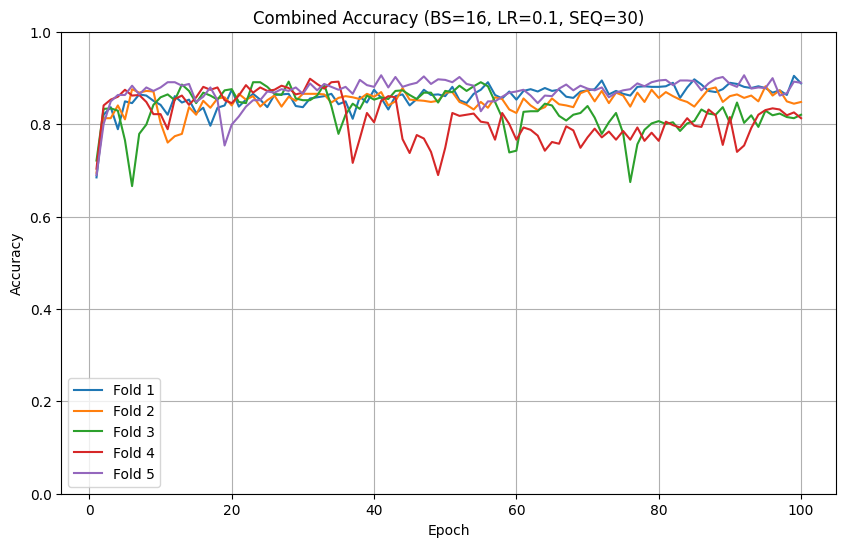 Combined Accuracy (BS=16, LR=0.1, SEQ=30)
1.0
0.8
0.6
0.4
0.2
0.0
Accuracy
Fold 1
Fold 2
Fold 3
Fold 4
Fold 5
0 20 40 60 80 100
Epoch